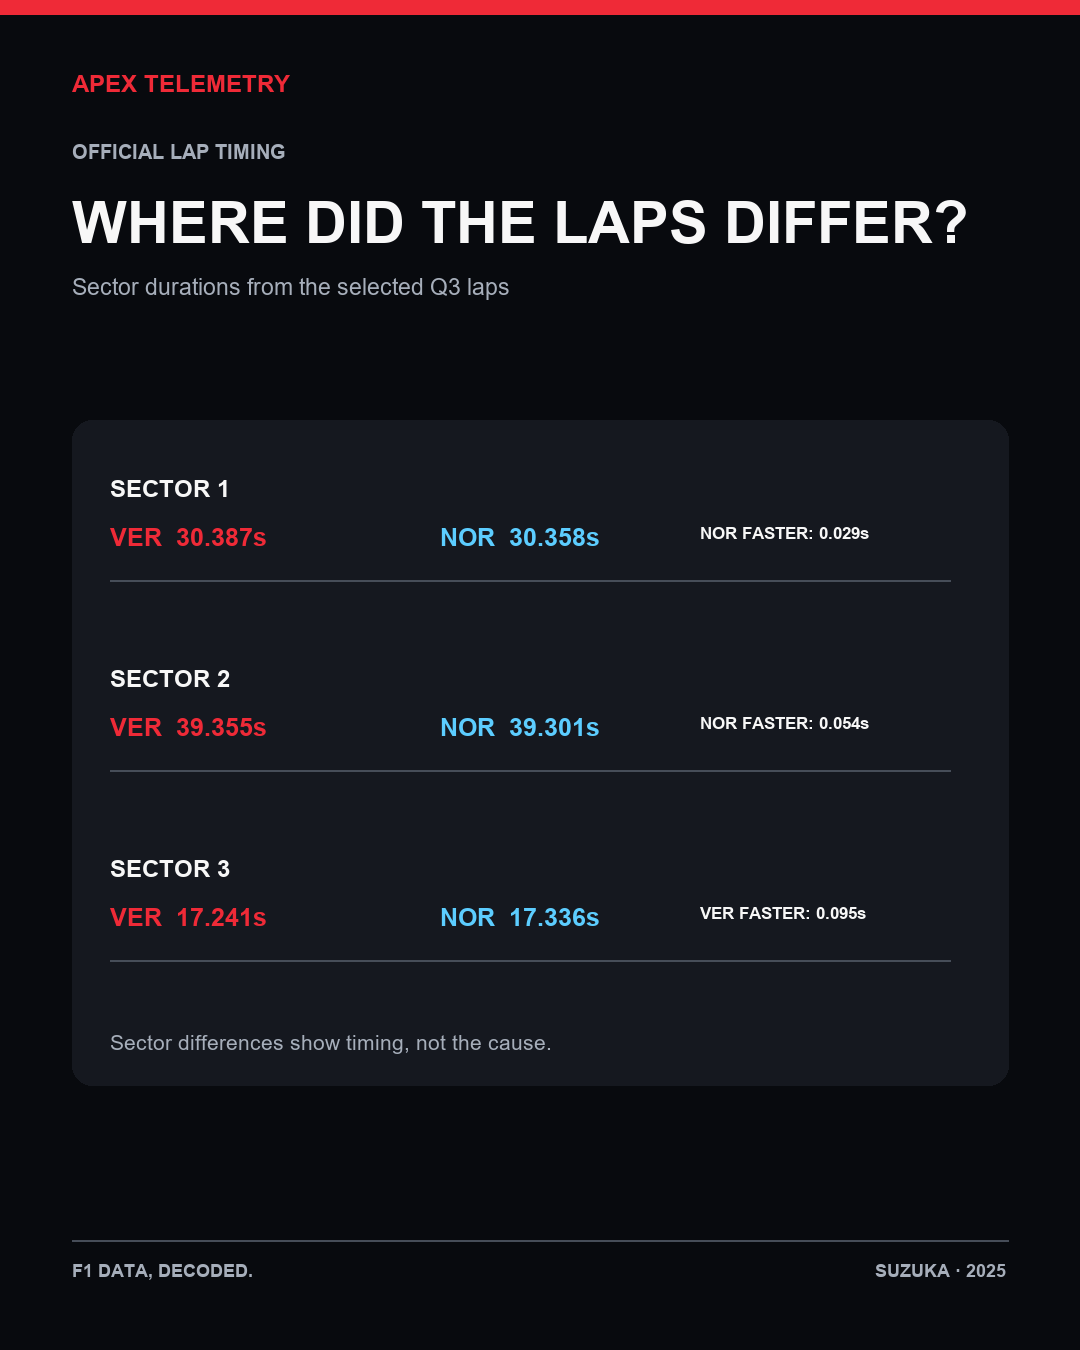 APEX TELEMETRY
OFFICIAL LAP TIMING
WHERE DID THE LAPS DIFFER?
Sector durations from the selected Q3 laps
SECTOR 1
VER 30.387s NOR 30.358s NOR FASTER: 0.029s
SECTOR 2
VER 39.355s NOR 39.301s NOR FASTER: 0.054s
SECTOR 3
VER 17.241s NOR 17.336s VER FASTER: 0.095s
Sector differences show timing, not the cause.
F1 DATA, DECODED. SUZUKA · 2025